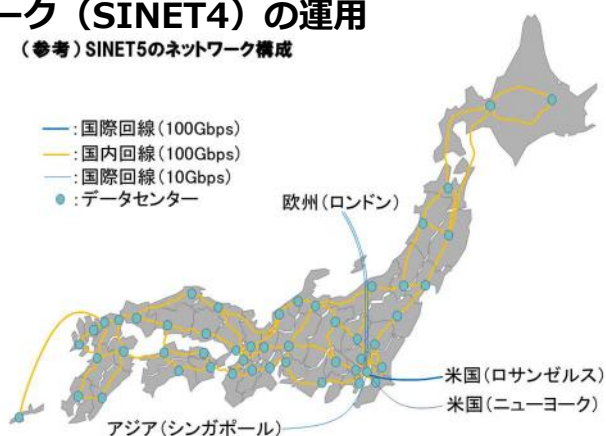 ーク（SINET4）の運用
（参考）SINET5のネットワーク構成
：国際回線（100Gbps）
：国内回線（100Gbps）
：国際回線（10Gbps）
：データセンター
欧州（ロンドン）
米国（ロサンゼルス）
米国（ニューヨーク）
アジア（シンガポール）